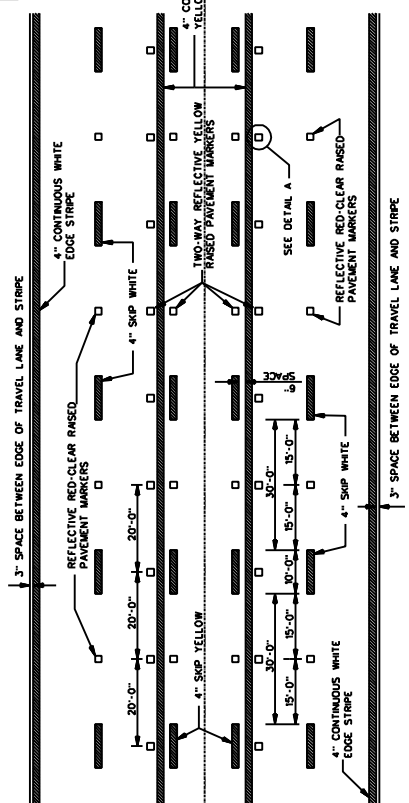 3" SPACE BETWEEN EDGE OF TRAVEL LANE AND STRIPE
4" CONTINUOUS WHITE
EDGE STRIPE
REFLECTIVE RED-CLEAR RAISED
PAVEMENT MARKERS
4" SKIP WHITE
20'-0" 20'-0" 20'-0"
4" SKIP YELLOW
TWO-WAY REFLECTIVE YELLOW
RAISED PAVEMENT MARKERS
6"
SPACE
30'-0" 30'-0"
15'-0" 15'-0" 10'-0" 15'-0" 15'-0"
SEE DETAIL A
4" SKIP WHITE
REFLECTIVE RED-CLEAR RAISED
PAVEMENT MARKERS
4" CONTINUOUS WHITE
EDGE STRIPE
3" SPACE BETWEEN EDGE OF TRAVEL LANE AND STRIPE